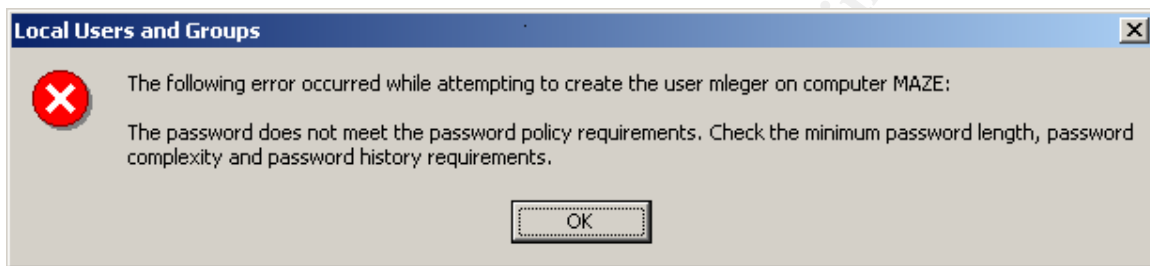 Local Users and Groups
The following error occurred while attempting to create the user mleger on computer MAZE:
The password does not meet the password policy requirements. Check the minimum password length, password
complexity and password history requirements.
OK